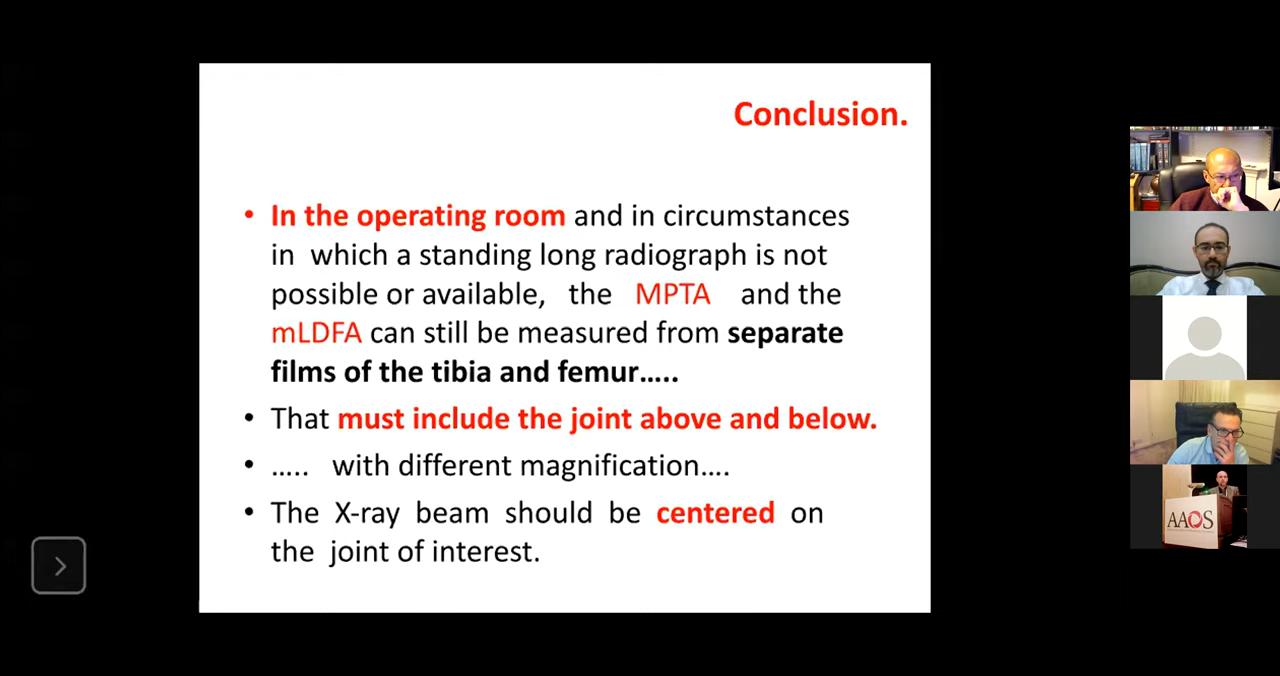 Conclusion.
• In the operating room and in circumstances
in which a standing long radiograph is not
possible or available, the MPTA and the
mLDFA can still be measured from separate
films of the tibia and femur…..
• That must include the joint above and below.
• ….. with different magnification….
• The X-ray beam should be centered on
the joint of interest.
AAOS